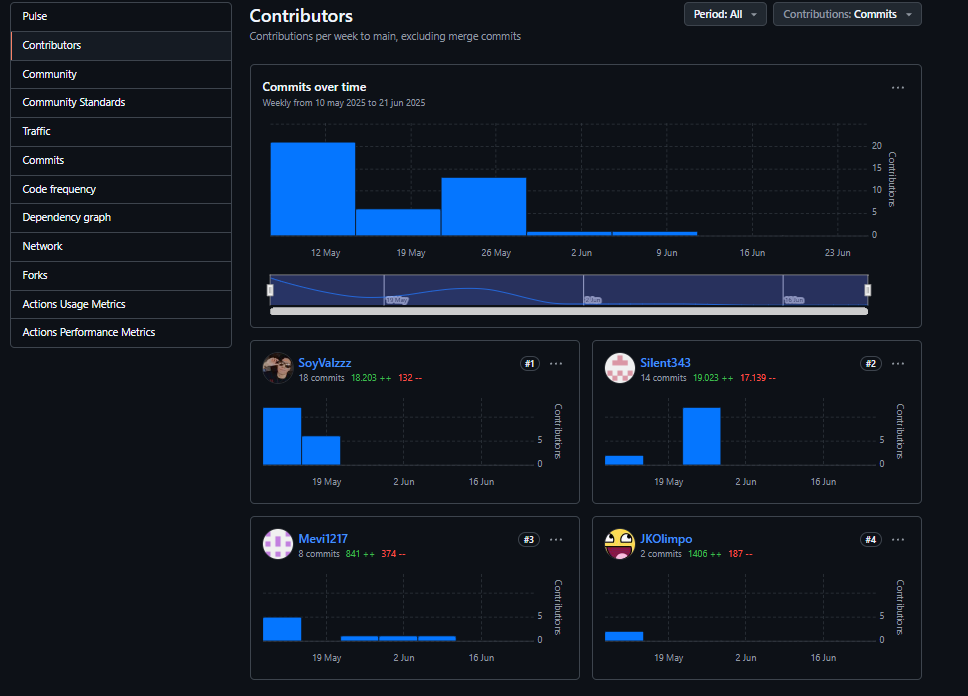 Pulse
Contributors
Community
Community Standards
Traffic
Commits
Code frequency
Dependency graph
Network
Forks
Actions Usage Metrics
Actions Performance Metrics
Contributors
Contributions per week to main, excluding merge commits
Period: All
Contributions: Commits
Commits over time
Weekly from 10 may 2025 to 21 jun 2025
20
15
10
5
0
Contributions
12 May 19 May 26 May 2 Jun 9 Jun 16 Jun 23 Jun
2 Jun
SoyValzzz #1
18 commits 18.203 ++ 132 --
5
0
Contributions
19 May 2 Jun 16 Jun
Silent343 #2
14 commits 19.023 ++ 17.139 --
5
0
Contributions
19 May 2 Jun 16 Jun
Mevi1217 #3
8 commits 841 ++ 374 --
5
0
Contributions
19 May 2 Jun 16 Jun
JKOlimpo #4
2 commits 1406 ++ 187 --
5
0
Contributions
19 May 2 Jun 16 Jun